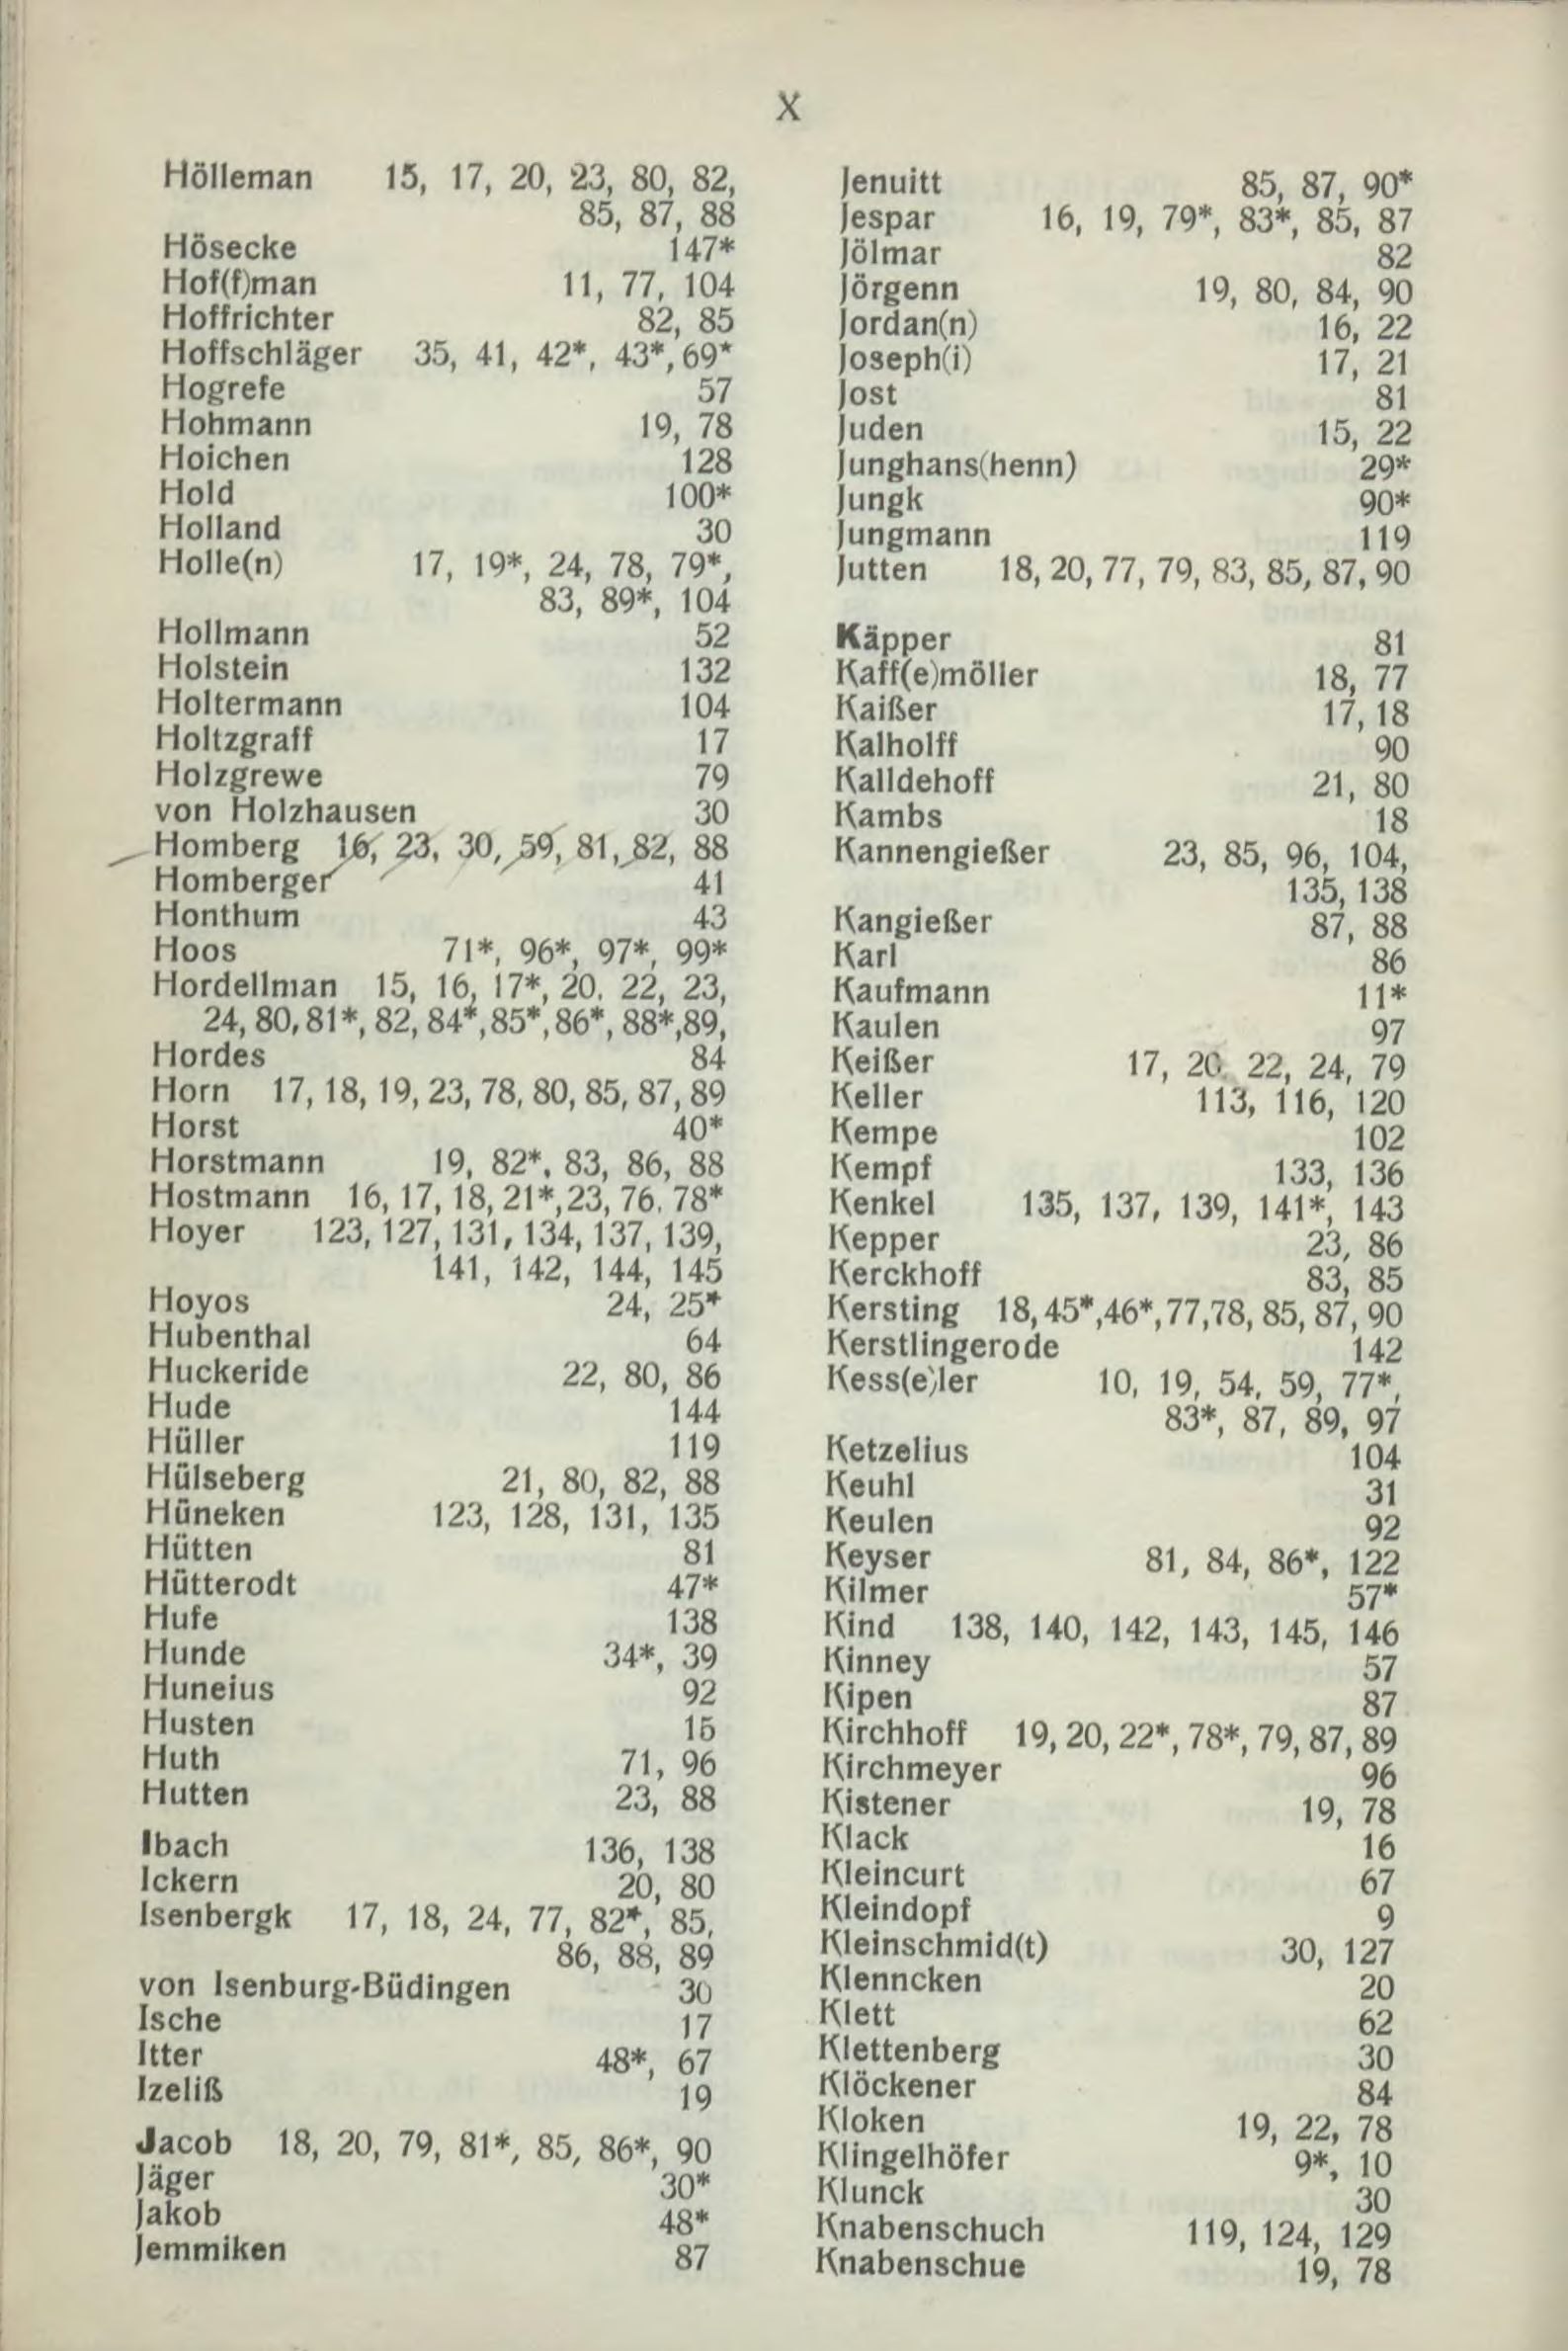 X
Hölleman 15, 17, 20, 23, 80, 82,
85, 87, 88
Hösecke 147*
Hof(f)man 11, 77, 104
Hoffrichter 82, 85
Hoffschläger 35, 41, 42*, 43*, 69*
Hogrefe 57
Hohmann 19, 78
Hoichen 128
Hold 100*
Holland 30
Holle(n) 17, 19*, 24, 78, 79*,
83, 89*, 104
Hollmann 52
Holstein 132
Holtermann 104
Holtzgraff 17
Holzgrewe 79
von Holzhausen 30
Homberg 16, 23, 30, 59, 81, 82, 88
Homberger 41
Honthum 43
Hoos 71*, 96*, 97*, 99*
Hordellman 15, 16, 17*, 20, 22, 23,
24, 80, 81*, 82, 84*, 85*, 86*, 88*, 89,
Hordes 84
Horn 17, 18, 19, 23, 78, 80, 85, 87, 89
Horst 40*
Horstmann 19, 82*, 83, 86, 88
Hostmann 16, 17, 18, 21*, 23, 76, 78*
Hoyer 123, 127, 131, 134, 137, 139,
141, 142, 144, 145
Hoyos 24, 25*
Hubenthal 64
Huckeride 22, 80, 86
Hude 144
Hüller 119
Hülseberg 21, 80, 82, 88
Hüneken 123, 128, 131, 135
Hütten 81
Hütterodt 47*
Hufe 138
Hunde 34*, 39
Huneius 92
Husten 15
Huth 71, 96
Hutten 23, 88
Ibach 136, 138
Ickern 20, 80
Isenbergk 17, 18, 24, 77, 82*, 85,
86, 88, 89
von Isenburg-Büdingen 30
Ische 17
Itter 48*, 67
Izeliß 19
Jacob 18, 20, 79, 81*, 85, 86*, 90
Jäger 30*
Jakob 48*
Jemmiken 87
Jenuitt 85, 87, 90*
Jespar 16, 19, 79*, 83*, 85, 87
Jölmar 82
Jörgenn 19, 80, 84, 90
Jordan(n) 16, 22
Joseph(i) 17, 21
Jost 81
Juden 15, 22
Junghans(henn) 29*
Jungk 90*
Jungmann 119
Jutten 18, 20, 77, 79, 83, 85, 87, 90
Käpper 81
Kaff(e)möller 18, 77
Kaißer 17, 18
Kalholff 90
Kalldehoff 21, 80
Kambs 18
Kannengießer 23, 85, 96, 104,
135, 138
Kangießer 87, 88
Karl 86
Kaufmann 11*
Kaulen 97
Keißer 17, 20, 22, 24, 79
Keller 113, 116, 120
Kempe 102
Kempf 133, 136
Kenkel 135, 137, 139, 141*, 143
Kepper 23, 86
Kerckhoff 83, 85
Kersting 18, 45*, 46*, 77, 78, 85, 87, 90
Kerstlingerode 142
Kess(e)ler 10, 19, 54, 59, 77*,
83*, 87, 89, 97
Ketzelius 104
Keuhl 31
Keulen 92
Keyser 81, 84, 86*, 122
Kilmer 57*
Kind 138, 140, 142, 143, 145, 146
Kinney 57
Kipen 87
Kirchhoff 19, 20, 22*, 78*, 79, 87, 89
Kirchmeyer 96
Kistener 19, 78
Klack 16
Kleincurt 67
Kleindopf 9
Kleinschmid(t) 30, 127
Klenncken 20
Klett 62
Klettenberg 30
Klöckener 84
Kloken 19, 22, 78
Klingelhöfer 9*, 10
Klunck 30
Knabenschuch 119, 124, 129
Knabenschue 19, 78